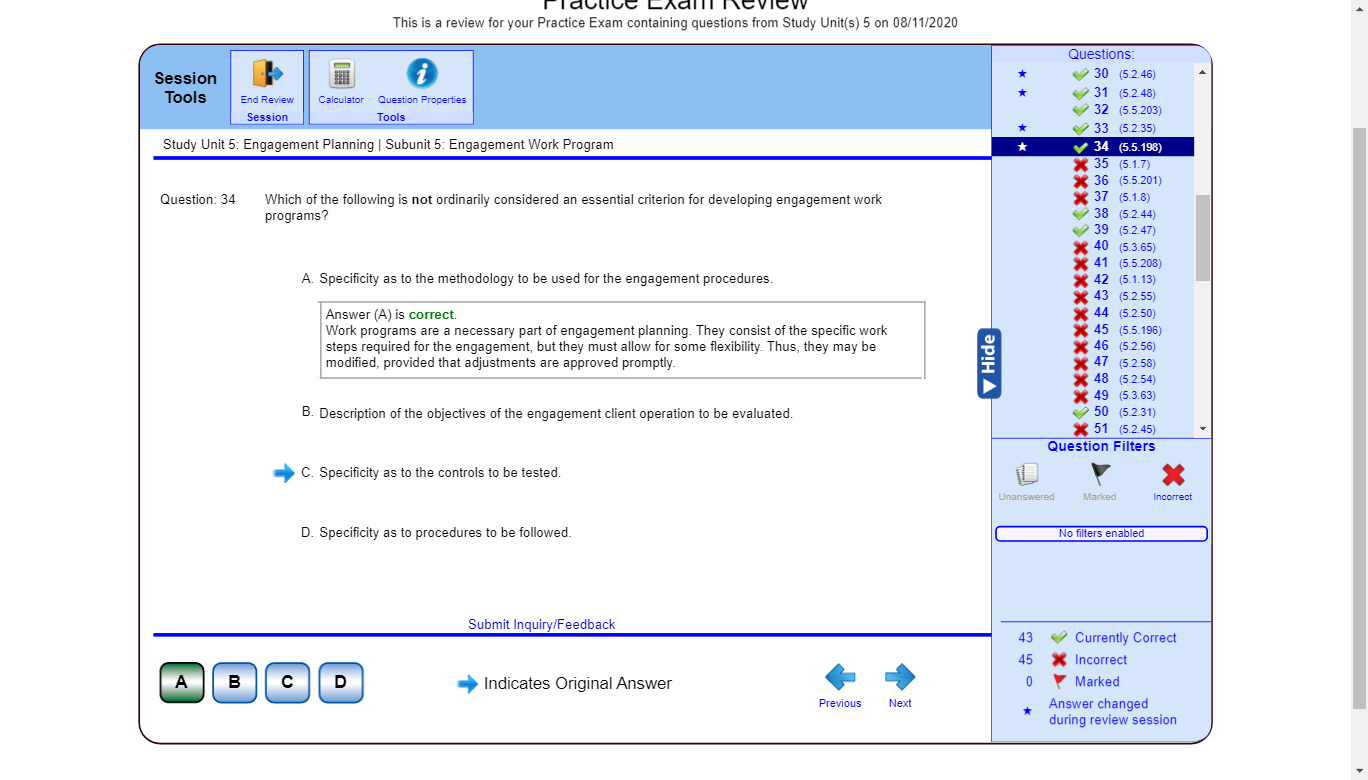 Practice Exam Review
This is a review for your Practice Exam containing questions from Study Unit(s) 5 on 08/11/2020
Session
Tools
End Review
Session
Calculator
Question Properties
Tools
Study Unit 5: Engagement Planning | Subunit 5: Engagement Work Program
Question: 34
Which of the following is not ordinarily considered an essential criterion for developing engagement work
programs?
A. Specificity as to the methodology to be used for the engagement procedures.
Answer (A) is correct.
Work programs are a necessary part of engagement planning. They consist of the specific work
steps required for the engagement, but they must allow for some flexibility. Thus, they may be
modified, provided that adjustments are approved promptly.
B. Description of the objectives of the engagement client operation to be evaluated.
C. Specificity as to the controls to be tested.
D. Specificity as to procedures to be followed.
Submit Inquiry/Feedback
A B C D
Indicates Original Answer
Previous
Next
Hide
Questions:
30 (5.2.46)
31 (5.2.48)
32 (5.5.203)
33 (5.2.35)
34 (5.5.198)
35 (5.1.7)
36 (5.5.201)
37 (5.1.8)
38 (5.2.44)
39 (5.2.47)
40 (5.3.65)
41 (5.5.208)
42 (5.1.13)
43 (5.2.55)
44 (5.2.50)
45 (5.5.196)
46 (5.2.56)
47 (5.2.58)
48 (5.2.54)
49 (5.3.63)
50 (5.2.31)
51 (5.2.45)
Question Filters
Unanswered
Marked
Incorrect
No filters enabled
43 Currently Correct
45 Incorrect
0 Marked
Answer changed
during review session